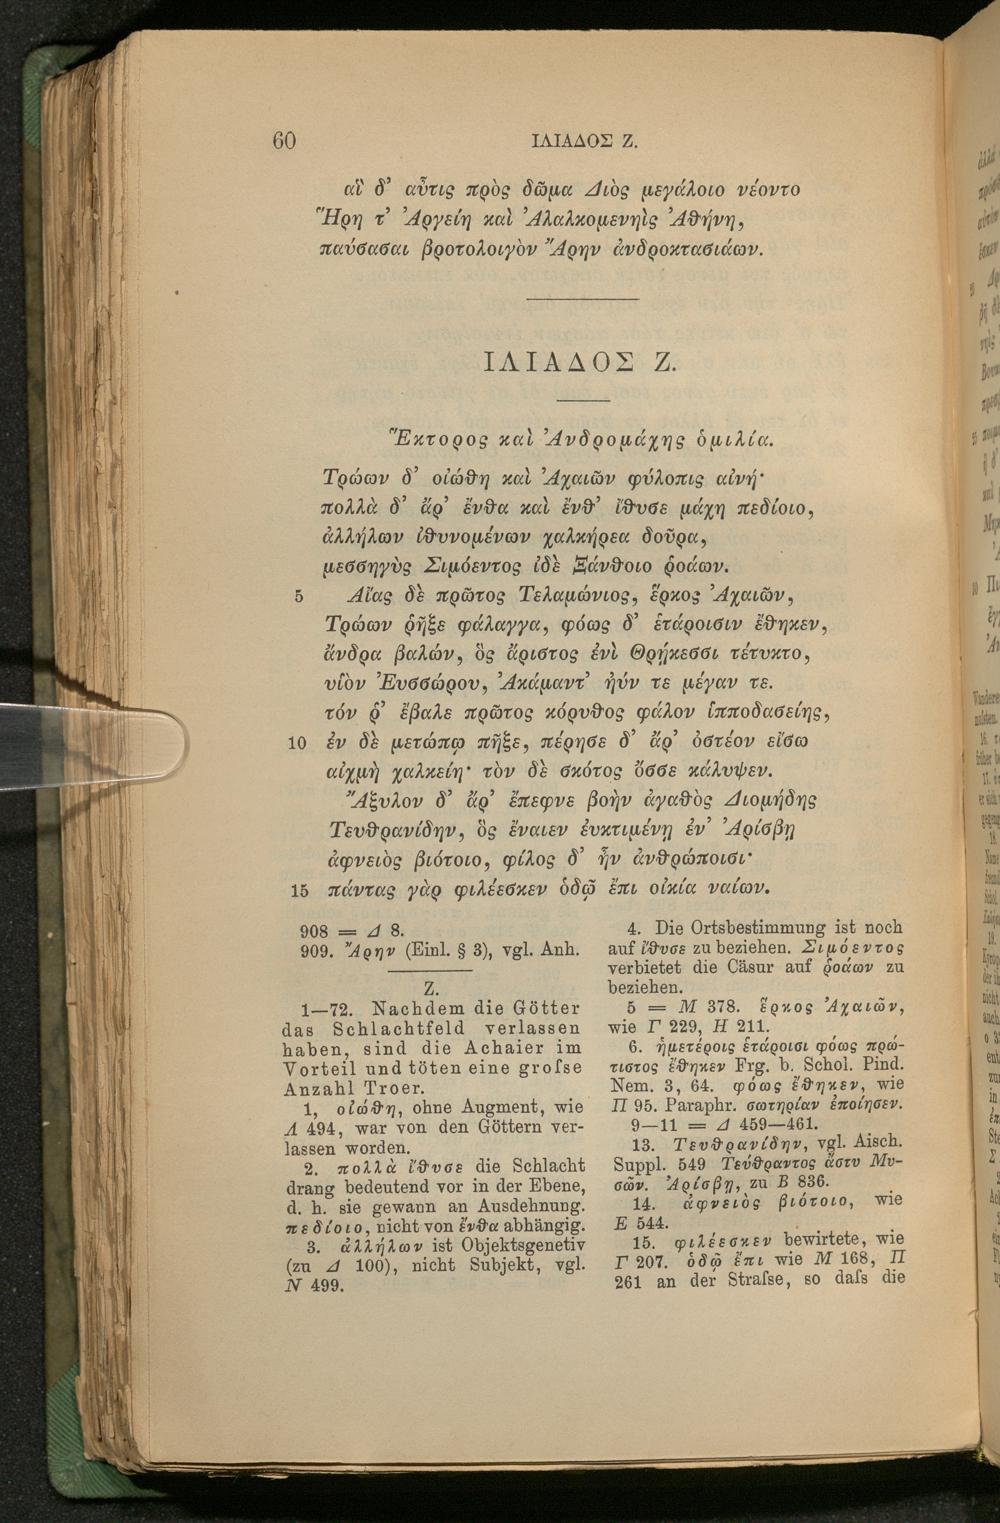 60 ΙΛΙΑΔΟΣ Ζ.
αἳ δ’ αὖτις πρὸς δῶμα Διὸς μεγάλοιο νέοντο
Ἥρη τ’ Ἀργείη καὶ Ἀλαλκομενηὶς Ἀθήνη,
παύσασαι βροτολοιγὸν Ἄρην ἀνδροκτασιάων.
ΙΛΙΑΔΟΣ Ζ.
Ἕκτορος καὶ Ἀνδρομάχης ὁμιλία.
Τρώων δ’ οἰώθη καὶ Ἀχαιῶν φύλοπις αἰνή·
πολλὰ δ’ ἄρ’ ἔνθα καὶ ἔνθ’ ἴθυσε μάχη πεδίοιο,
ἀλλήλων ἰθυνομένων χαλκήρεα δοῦρα,
μεσσηγὺς Σιμόεντος ἰδὲ Ξάνθοιο ῥοάων.
5 Αἴας δὲ πρῶτος Τελαμώνιος, ἕρκος Ἀχαιῶν,
Τρώων ῥῆξε φάλαγγα, φόως δ’ ἑτάροισιν ἔθηκεν,
ἄνδρα βαλών, ὃς ἄριστος ἐνὶ Θρήκεσσι τέτυκτο,
υἱὸν Ἐυσσώρου, Ἀκάμαντ’ ἠύν τε μέγαν τε.
τόν ῥ’ ἔβαλε πρῶτος κόρυθος φάλον ἱπποδασείης,
10 ἐν δὲ μετώπῳ πῆξε, πέρησε δ’ ἄρ’ ὀστέον εἴσω
αἰχμὴ χαλκείη· τὸν δὲ σκότος ὄσσε κάλυψεν.
Ἄξυλον δ’ ἄρ’ ἔπεφνε βοὴν ἀγαθὸς Διομήδης
Τευθρανίδην, ὃς ἔναιεν ἐυκτιμένῃ ἐν’ Ἀρίσβῃ
ἀφνειὸς βιότοιο, φίλος δ’ ἦν ἀνθρώποισι·
15 πάντας γὰρ φιλέεσκεν ὁδῷ ἔπι οἰκία ναίων.
908 = Δ 8.
909. Ἄρην (Einl. § 3), vgl. Anh.
Z.
1—72. Nachdem die Götter
das Schlachtfeld verlassen
haben, sind die Achaier im
Vorteil und töten eine grofse
Anzahl Troer.
1, οἰώθη, ohne Augment, wie
Λ 494, war von den Göttern ver-
lassen worden.
2. πολλὰ ἴθυσε die Schlacht
drang bedeutend vor in der Ebene,
d. h. sie gewann an Ausdehnung.
πεδίοιο, nicht von ἔνθα abhängig.
3. ἀλλήλων ist Objektsgenetiv
(zu Δ 100), nicht Subjekt, vgl.
N 499.
4. Die Ortsbestimmung ist noch
auf ἴθυσε zu beziehen. Σιμόεντος
verbietet die Cäsur auf ῥοάων zu
beziehen.
5 = M 378. ἕρκος Ἀχαιῶν,
wie Γ 229, H 211.
6. ἡμετέροις ἑτάροισι φόως πρώ-
τιστος ἔθηκεν Frg. b. Schol. Pind.
Nem. 3, 64. φόως ἔθηκεν, wie
Π 95. Paraphr. σωτηρίαν ἐποίησεν.
9—11 = Δ 459—461.
13. Τευθρανίδην, vgl. Aisch.
Suppl. 549 Τεύθραντος ἄστυ Μυ-
σῶν. Ἀρίσβῃ, zu B 836.
14. ἀφνειὸς βιότοιο, wie
E 544.
15. φιλέεσκεν bewirtete, wie
Γ 207. ὁδῷ ἔπι wie M 168, Π
261 an der Strafse, so dafs die